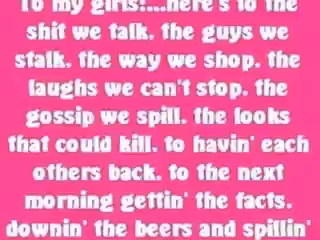 To my girls!...here's to the
shit we talk. the guys we
stalk. the way we shop. the
laughs we can't stop. the
gossip we spill. the looks
that could kill. to havin' each
others back. to the next
morning gettin' the facts.
downin' the beers and spillin'